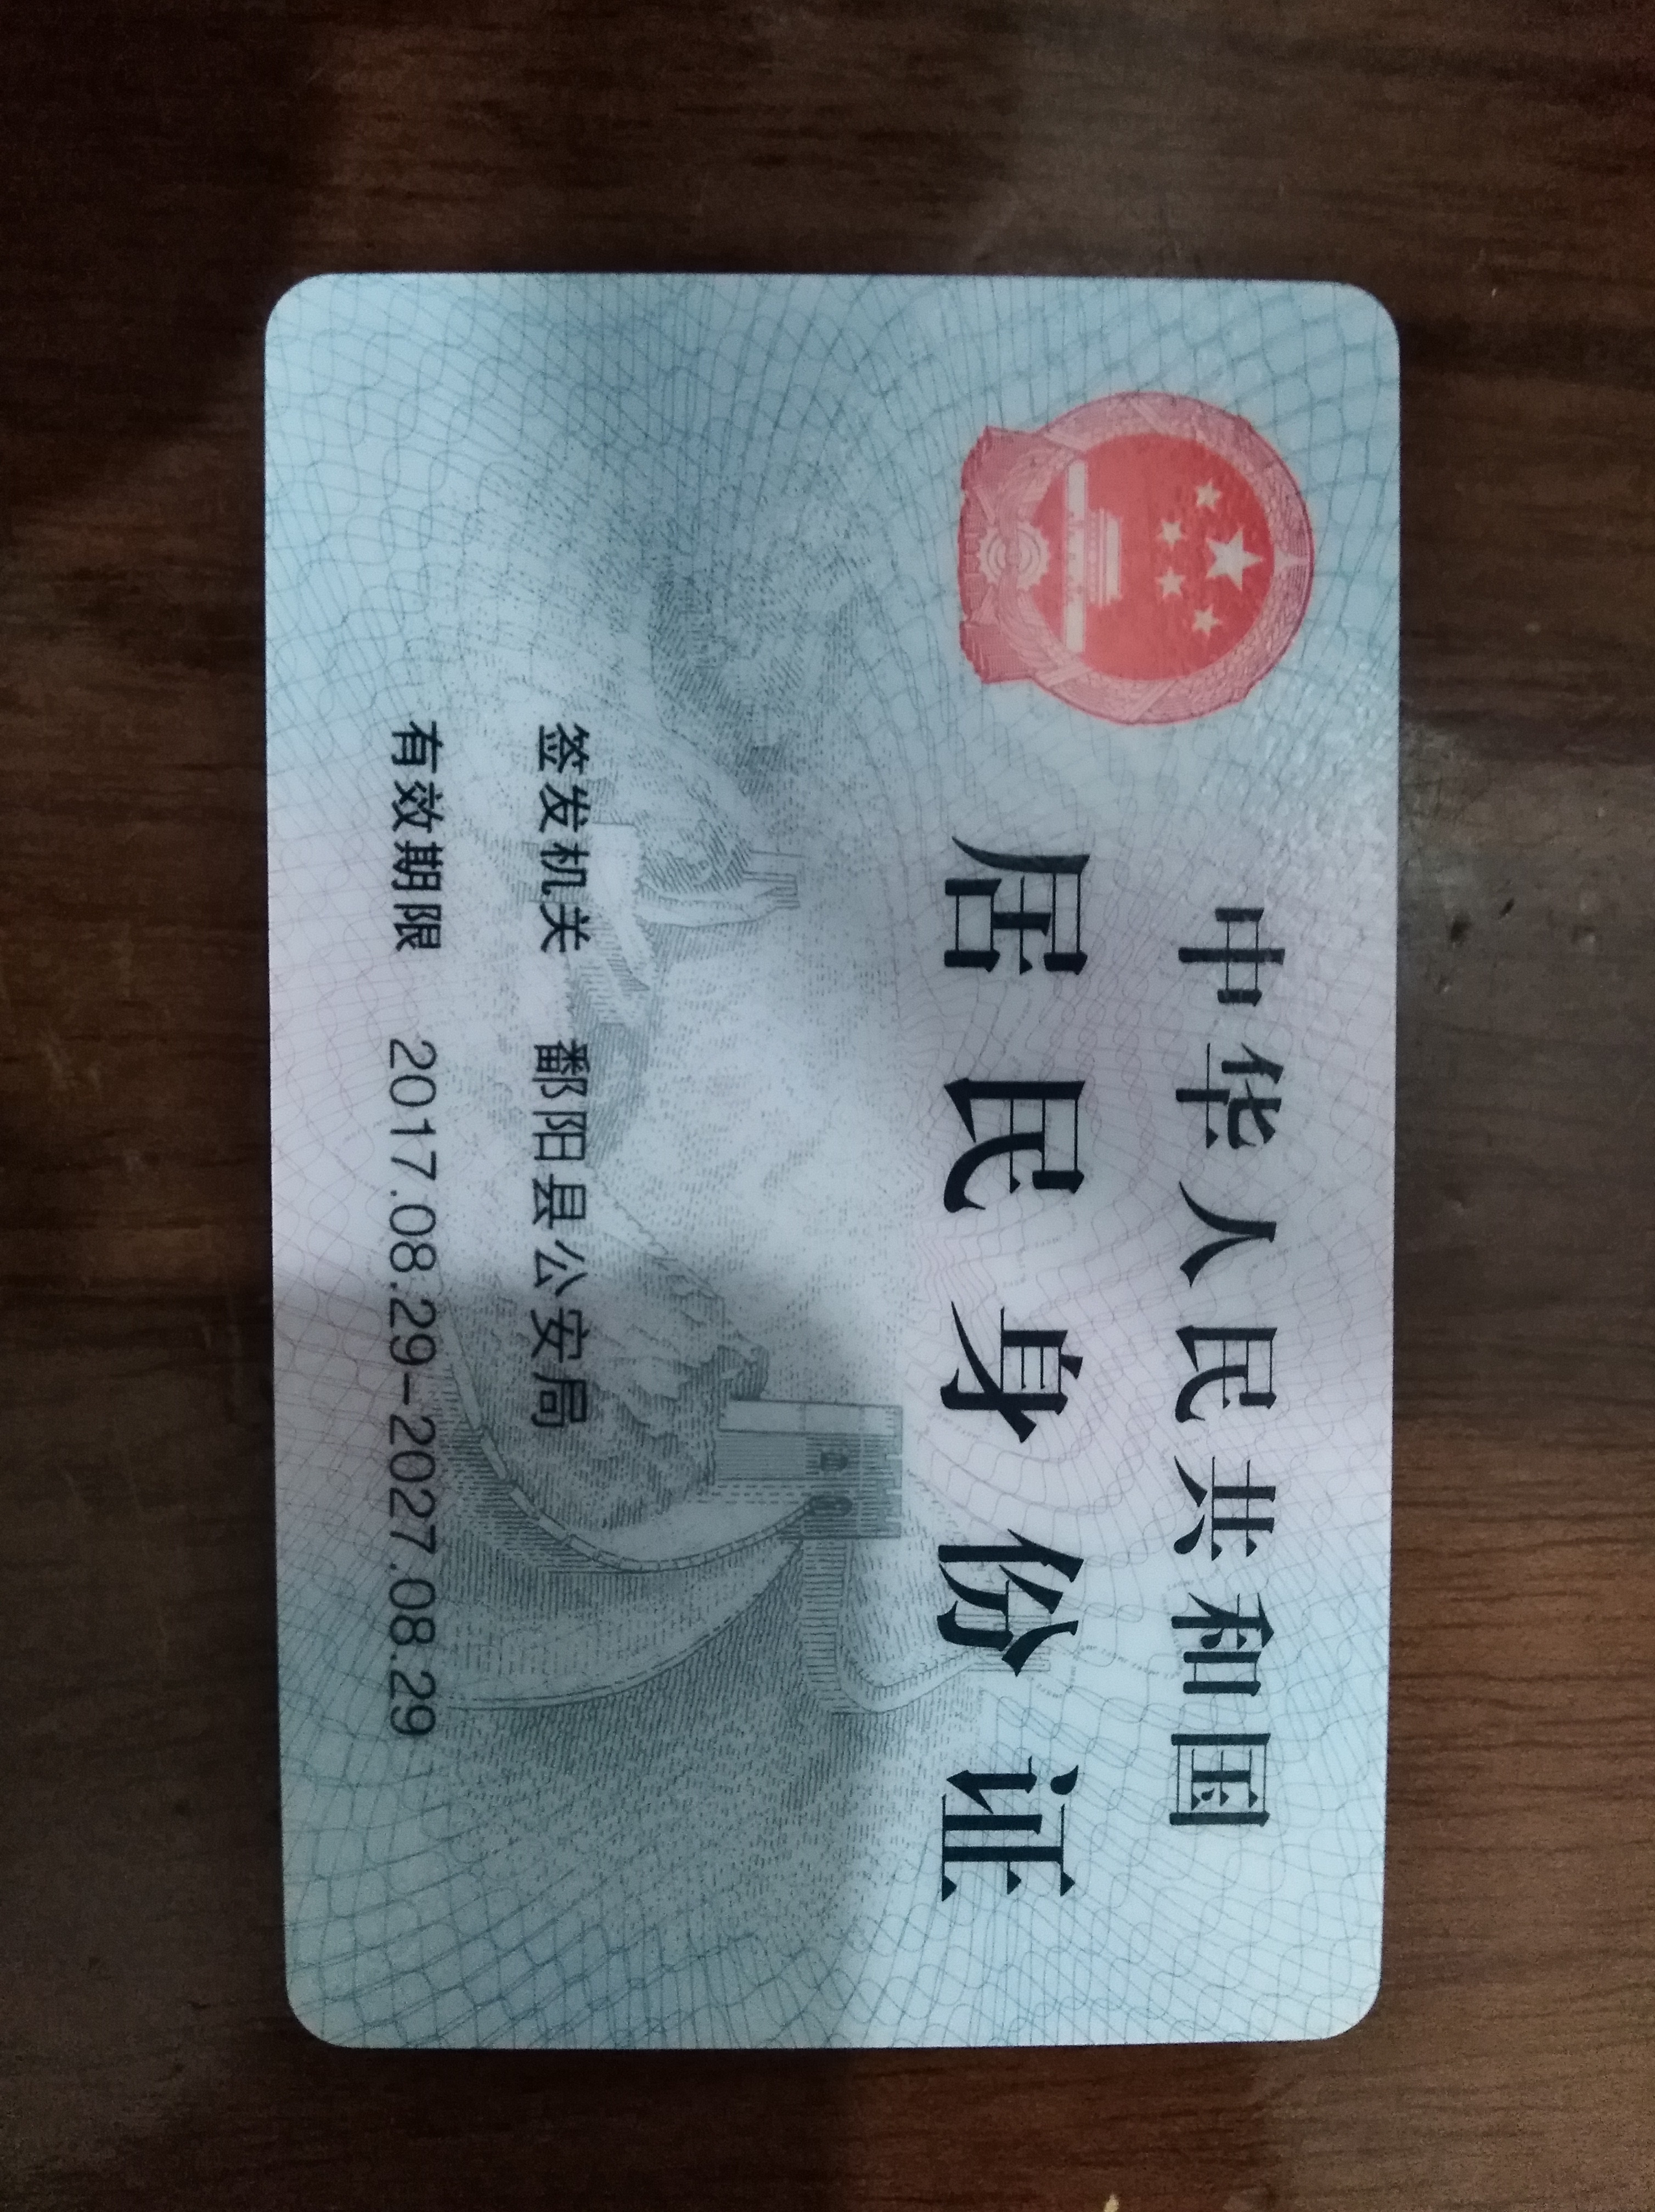 中华人民共和国
居民身份证
签发机关 鄱阳县公安局
有效期限 2017.08.29-2027.08.29